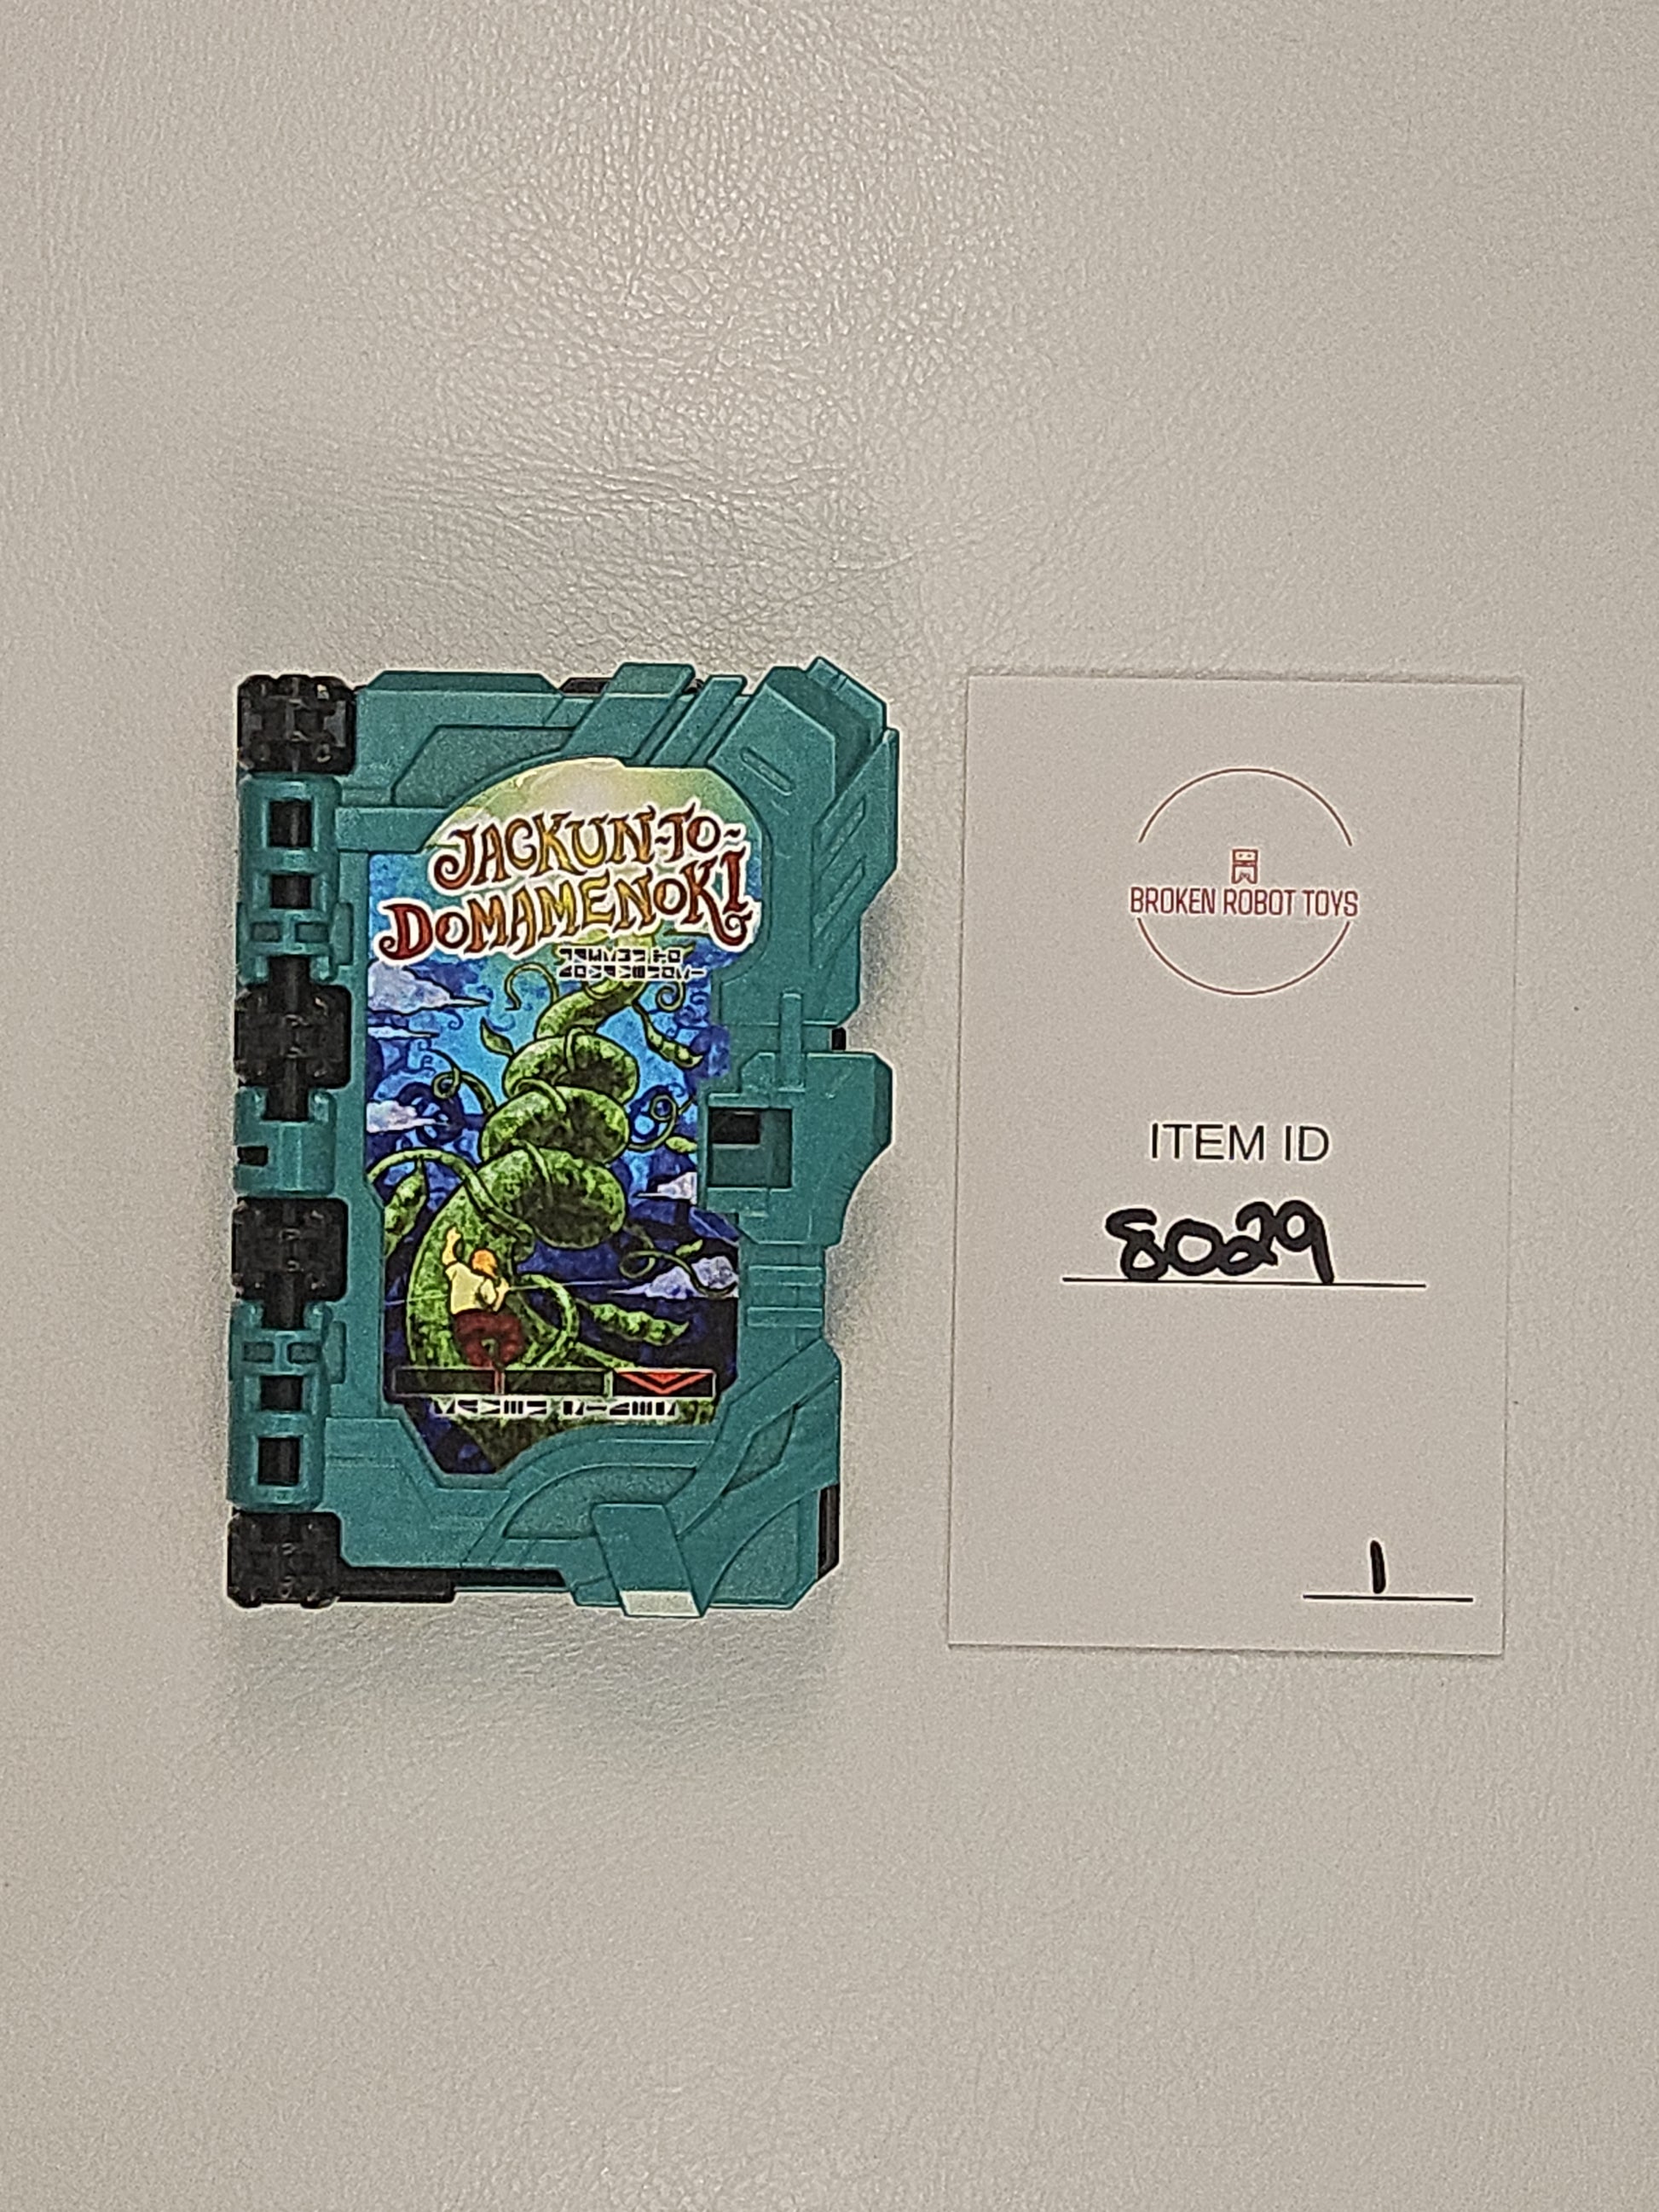 JACKUN-TO-
DOMAMENOKI
BROKEN ROBOT TOYS
ITEM ID
8029
1